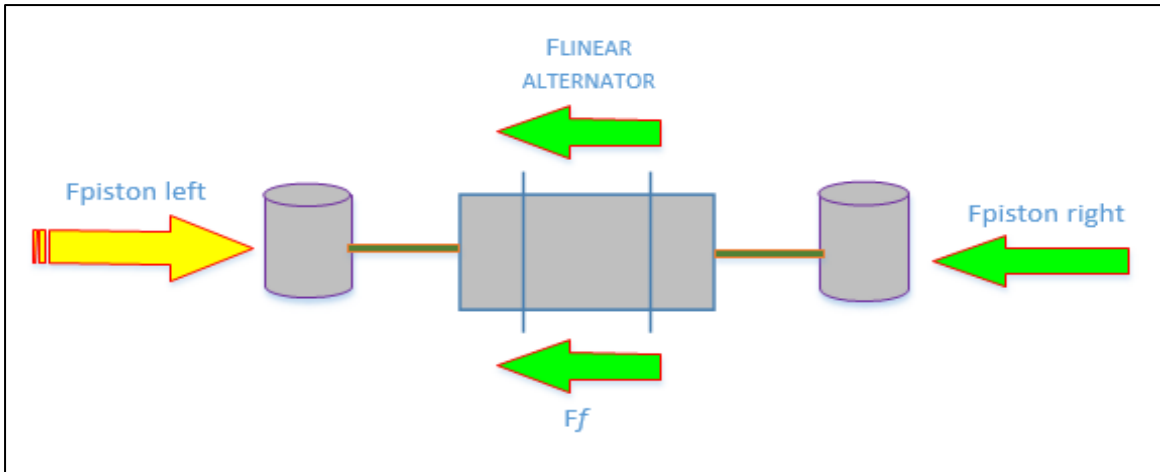 FLINEAR
ALTERNATOR
Fpiston left
Fpiston right
Ff